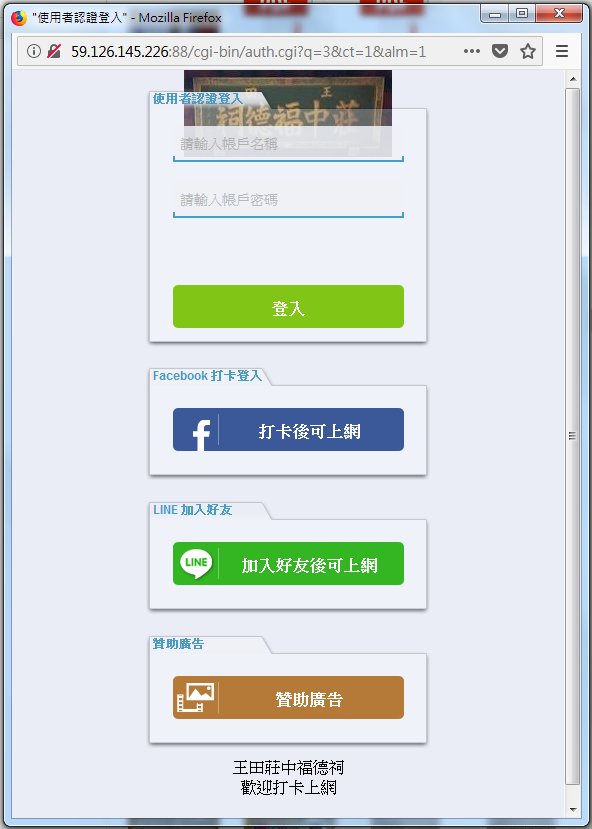 "使用者認證登入" - Mozilla Firefox
59.126.145.226:88/cgi-bin/auth.cgi?q=3&ct=1&alm=1
王田
莊中福德祠
使用者認證登入
請輸入帳戶名稱
請輸入帳戶密碼
登入
Facebook 打卡登入
打卡後可上網
LINE 加入好友
LINE 加入好友後可上網
贊助廣告
贊助廣告
王田莊中福德祠
歡迎打卡上網